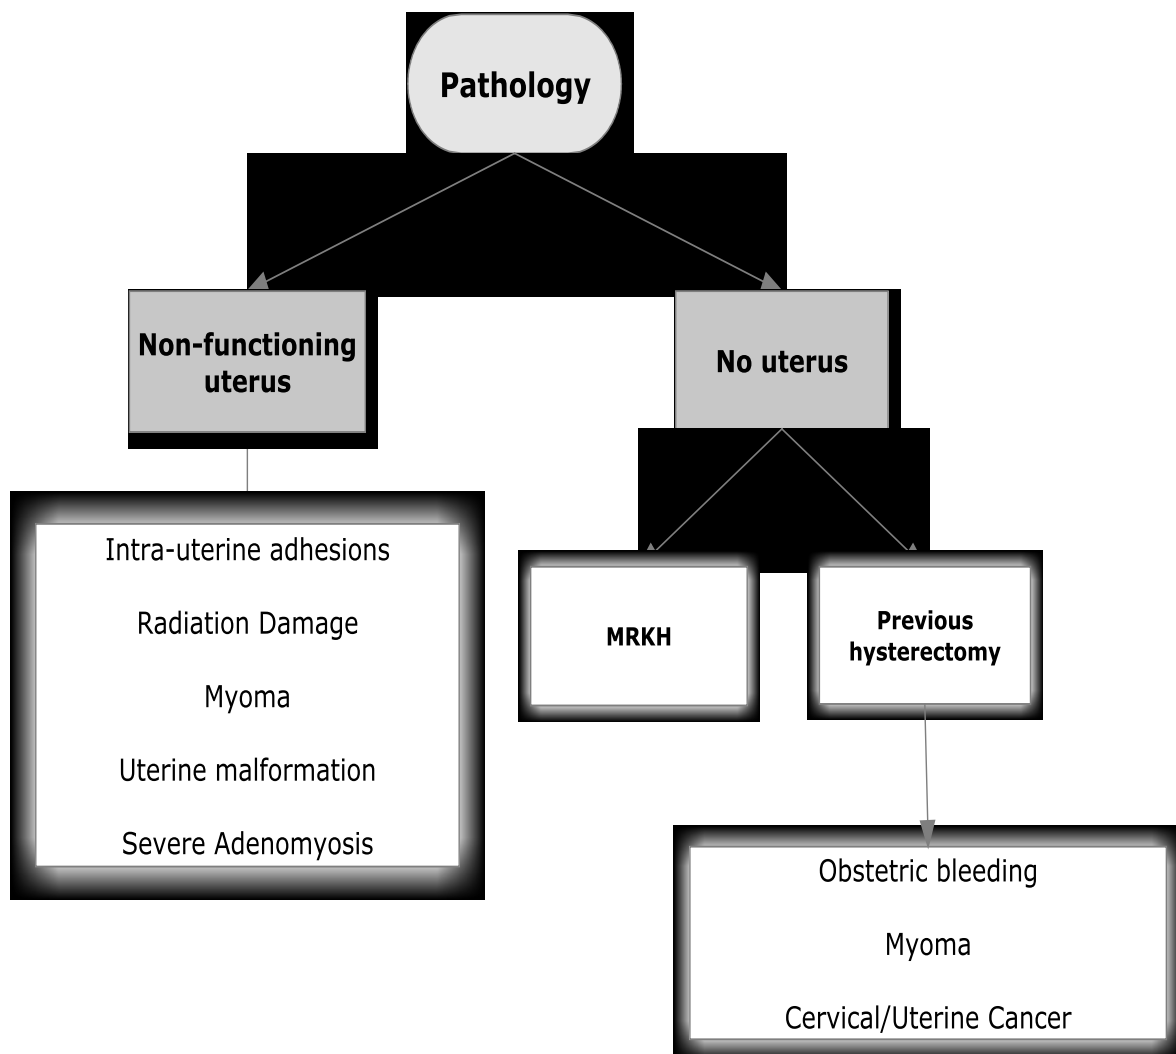 Pathology
Non-functioning
uterus
No uterus
Intra-uterine adhesions
Radiation Damage
Myoma
Uterine malformation
Severe Adenomyosis
MRKH
Previous
hysterectomy
Obstetric bleeding
Myoma
Cervical/Uterine Cancer